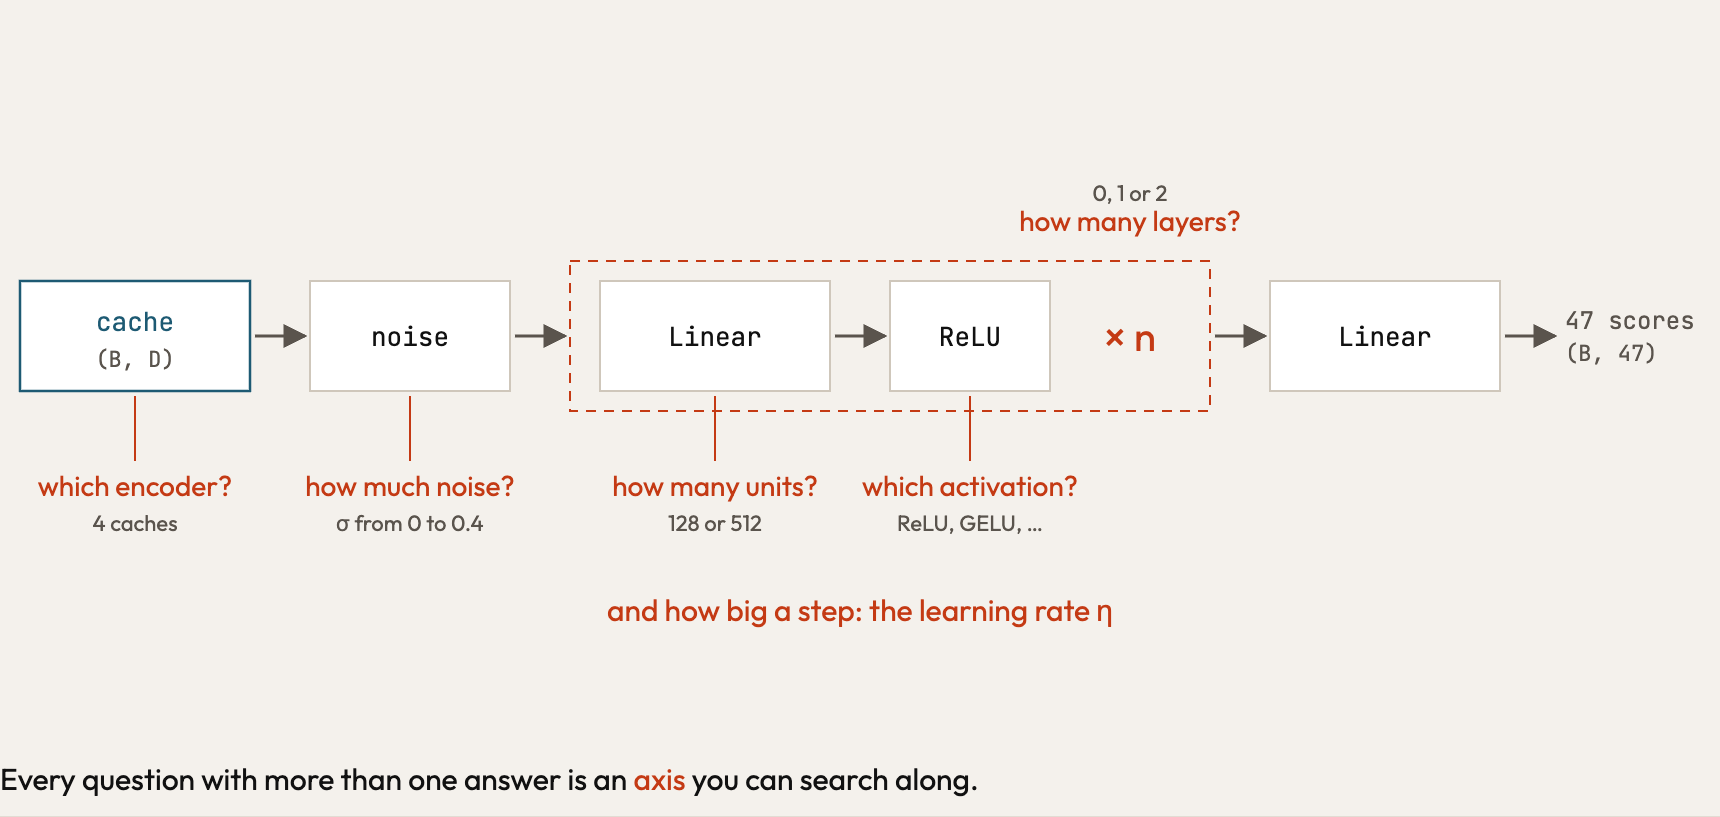 0, 1 or 2
how many layers?
cache
(B, D)
noise
Linear
ReLU
× n
Linear
47 scores
(B, 47)
which encoder?
4 caches
how much noise?
σ from 0 to 0.4
how many units?
128 or 512
which activation?
ReLU, GELU, ...
and how big a step: the learning rate η
Every question with more than one answer is an axis you can search along.